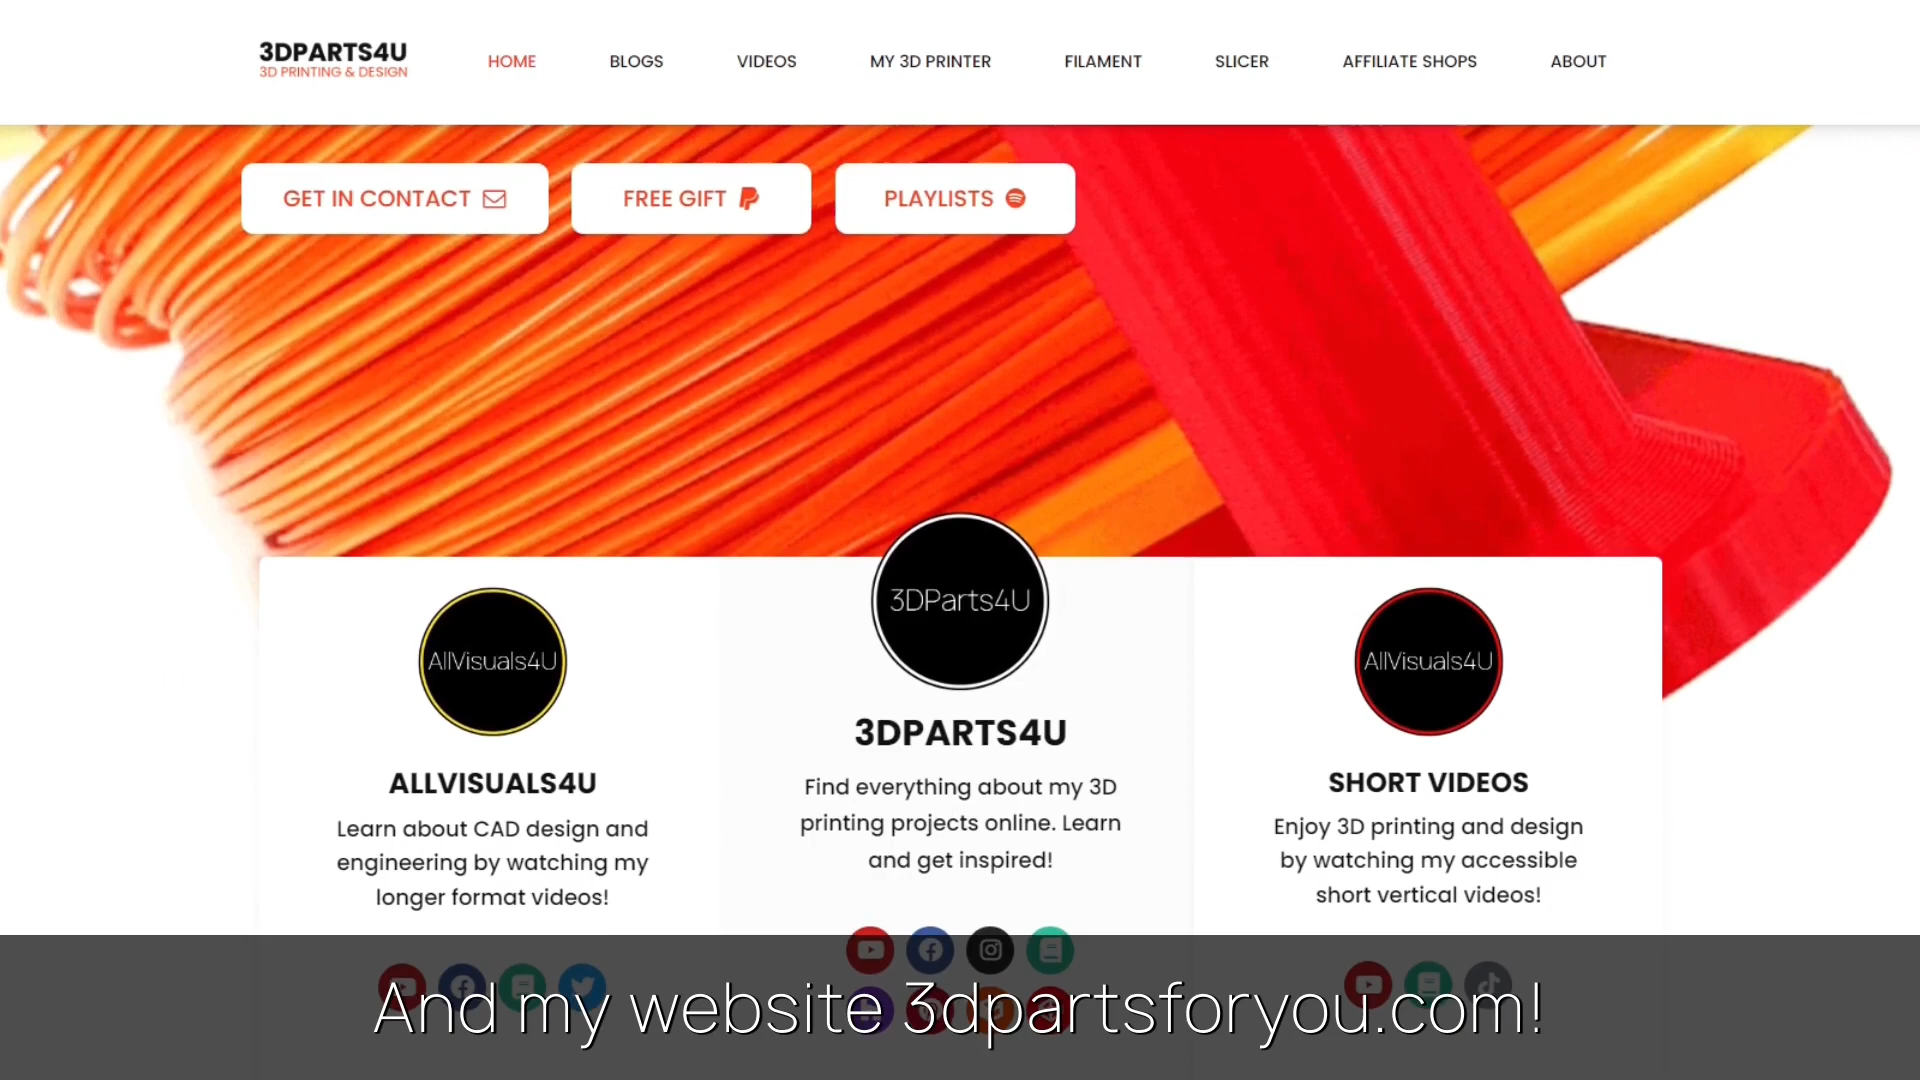 3DPARTS4U
3D PRINTING & DESIGN
HOME
BLOGS
VIDEOS
MY 3D PRINTER
FILAMENT
SLICER
AFFILIATE SHOPS
ABOUT
GET IN CONTACT
FREE GIFT
PLAYLISTS
AllVisuals4U
ALLVISUALS4U
Learn about CAD design and
engineering by watching my
longer format videos!
3DParts4U
3DPARTS4U
Find everything about my 3D
printing projects online. Learn
and get inspired!
AllVisuals4U
SHORT VIDEOS
Enjoy 3D printing and design
by watching my accessible
short vertical videos!
And my website 3dpartsforyou.com!